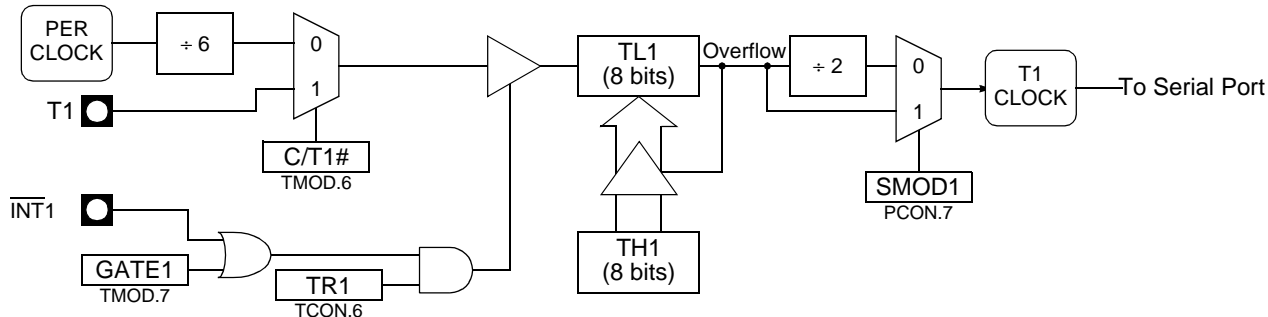 PER
CLOCK
÷ 6
0
1
T1
C/T1#
TMOD.6
INT1
GATE1
TMOD.7
TR1
TCON.6
TL1
(8 bits)
Overflow
TH1
(8 bits)
÷ 2
0
1
SMOD1
PCON.7
T1
CLOCK
To Serial Port